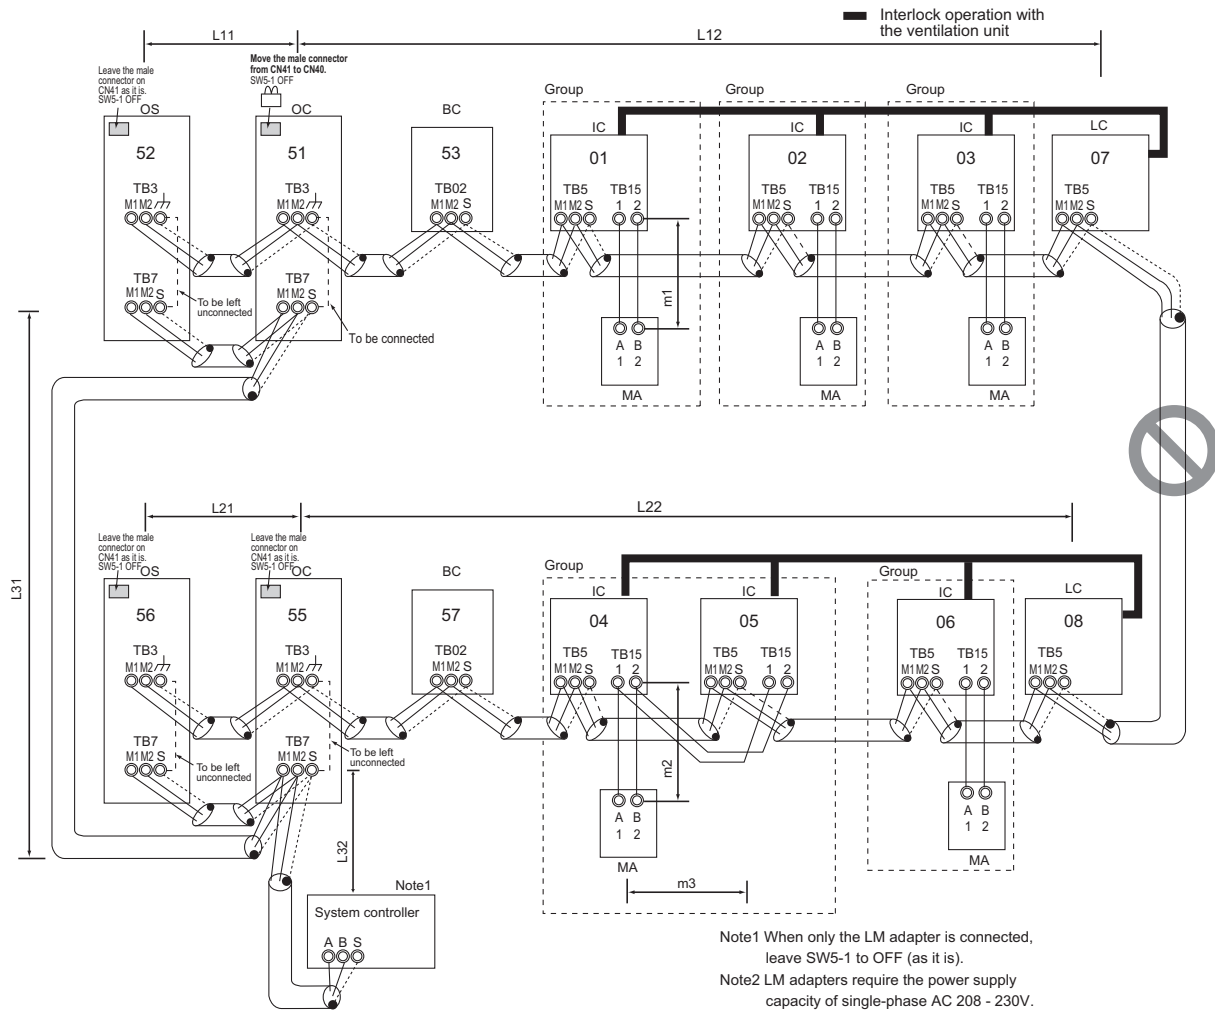 Interlock operation with
the ventilation unit
L11
L12
Leave the male
connector on
CN41 as it is.
SW5-1 OFF
Move the male connector
from CN41 to CN40.
SW5-1 OFF
OS
OC
BC
Group
Group
Group
IC
IC
IC
LC
52
51
53
01
02
03
07
TB3
TB3
TB02
TB5 TB15
TB5 TB15
TB5 TB15
TB5
M1 M2
M1 M2
M1 M2 S
M1 M2 S 1 2
M1 M2 S 1 2
M1 M2 S 1 2
M1 M2 S
TB7
TB7
M1 M2 S
M1 M2 S
To be left
unconnected
To be connected
m1
A B
1 2
MA
A B
1 2
MA
A B
1 2
MA
L31
L21
L22
Leave the male
connector on
CN41 as it is.
SW5-1 OFF
Leave the male
connector on
CN41 as it is.
SW5-1 OFF
OS
OC
BC
Group
Group
IC
IC
IC
LC
56
55
57
04
05
06
08
TB3
TB3
TB02
TB5 TB15
TB5 TB15
TB5 TB15
TB5
M1 M2
M1 M2
M1 M2 S
M1 M2 S 1 2
M1 M2 S 1 2
M1 M2 S 1 2
M1 M2 S
TB7
TB7
M1 M2 S
M1 M2 S
To be left
unconnected
To be left
unconnected
m2
A B
1 2
MA
A B
1 2
MA
m3
L32
Note1
System controller
A B S
Note1 When only the LM adapter is connected,
leave SW5-1 to OFF (as it is).
Note2 LM adapters require the power supply
capacity of single-phase AC 208 - 230V.